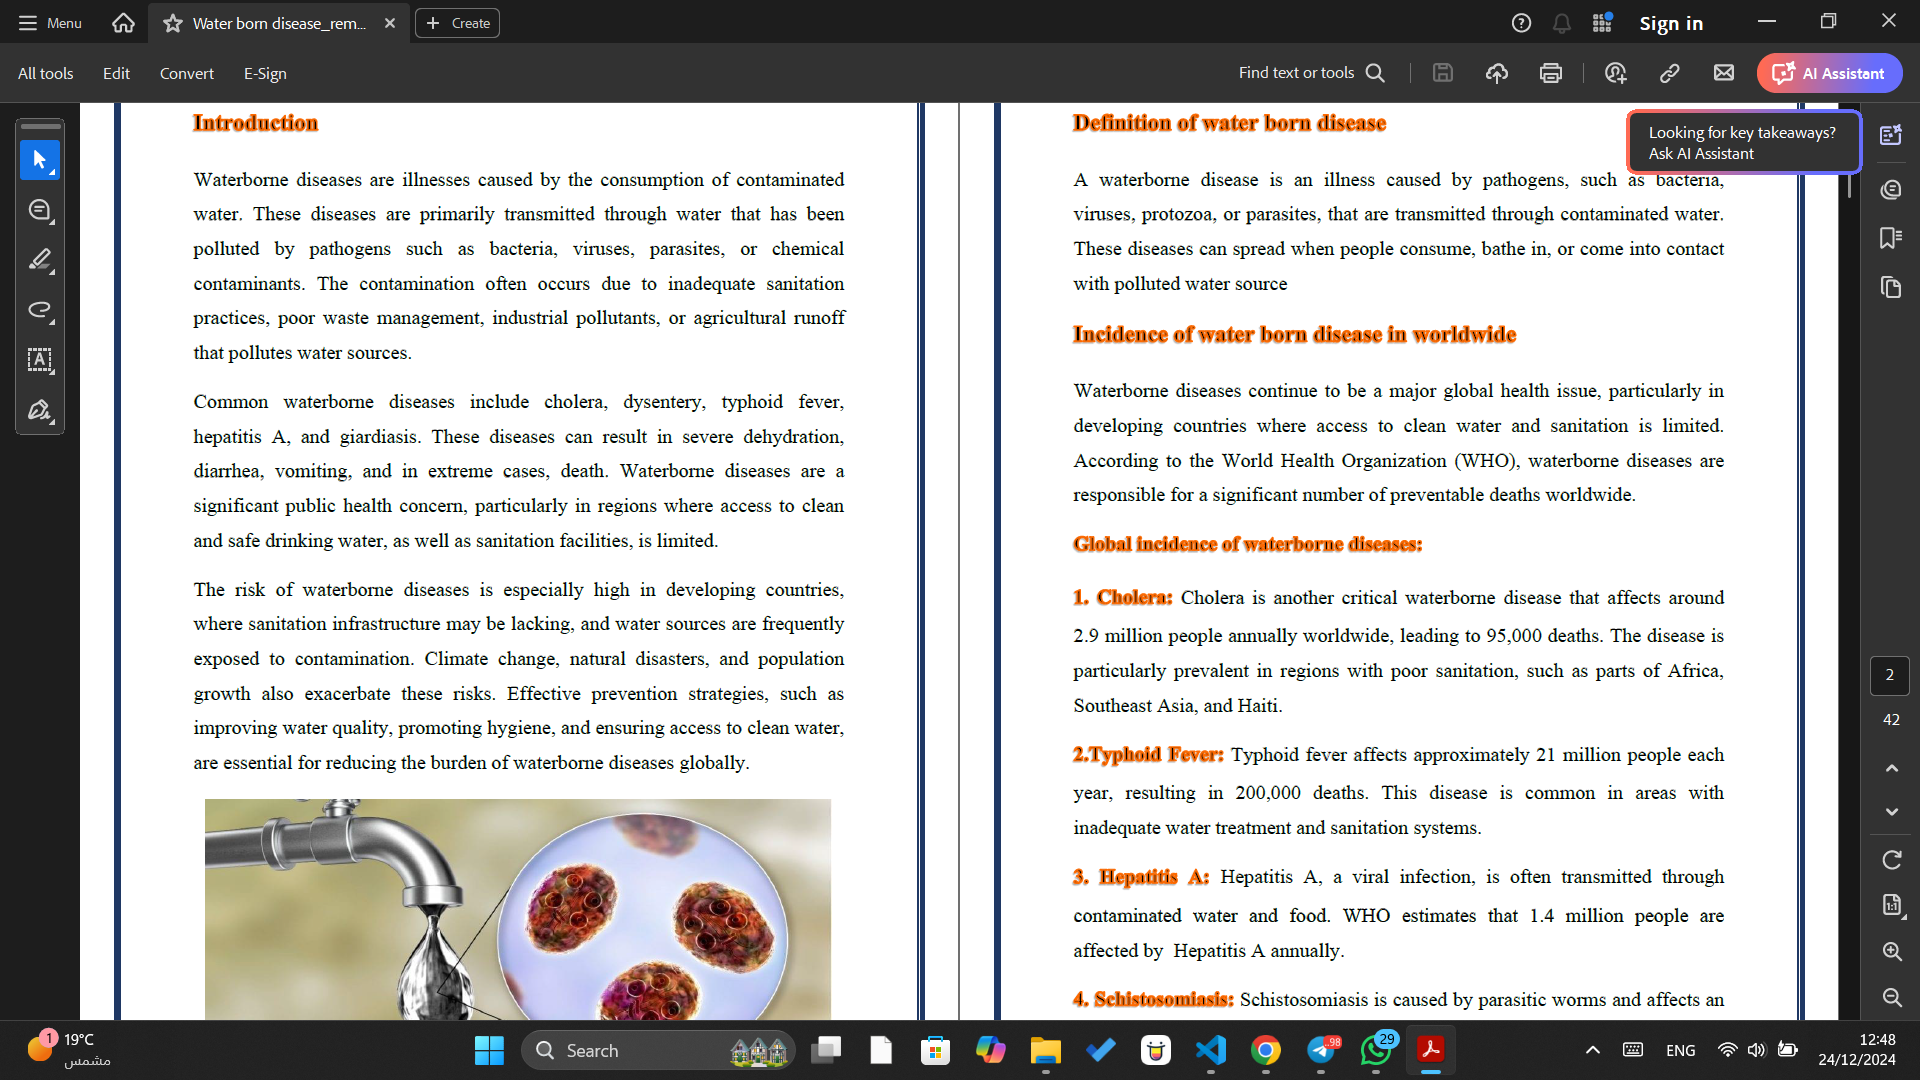 Menu
Water born disease_rem...
Create
Sign in
All tools
Edit
Convert
E-Sign
Find text or tools
AI Assistant
Looking for key takeaways?
Ask AI Assistant
Introduction
Waterborne diseases are illnesses caused by the consumption of contaminated
water. These diseases are primarily transmitted through water that has been
polluted by pathogens such as bacteria, viruses, parasites, or chemical
contaminants. The contamination often occurs due to inadequate sanitation
practices, poor waste management, industrial pollutants, or agricultural runoff
that pollutes water sources.
Common waterborne diseases include cholera, dysentery, typhoid fever,
hepatitis A, and giardiasis. These diseases can result in severe dehydration,
diarrhea, vomiting, and in extreme cases, death. Waterborne diseases are a
significant public health concern, particularly in regions where access to clean
and safe drinking water, as well as sanitation facilities, is limited.
The risk of waterborne diseases is especially high in developing countries,
where sanitation infrastructure may be lacking, and water sources are frequently
exposed to contamination. Climate change, natural disasters, and population
growth also exacerbate these risks. Effective prevention strategies, such as
improving water quality, promoting hygiene, and ensuring access to clean water,
are essential for reducing the burden of waterborne diseases globally.
Definition of water born disease
A waterborne disease is an illness caused by pathogens, such as bacteria,
viruses, protozoa, or parasites, that are transmitted through contaminated water.
These diseases can spread when people consume, bathe in, or come into contact
with polluted water source
Incidence of water born disease in worldwide
Waterborne diseases continue to be a major global health issue, particularly in
developing countries where access to clean water and sanitation is limited.
According to the World Health Organization (WHO), waterborne diseases are
responsible for a significant number of preventable deaths worldwide.
Global incidence of waterborne diseases:
1. Cholera: Cholera is another critical waterborne disease that affects around
2.9 million people annually worldwide, leading to 95,000 deaths. The disease is
particularly prevalent in regions with poor sanitation, such as parts of Africa,
Southeast Asia, and Haiti.
2.Typhoid Fever: Typhoid fever affects approximately 21 million people each
year, resulting in 200,000 deaths. This disease is common in areas with
inadequate water treatment and sanitation systems.
3. Hepatitis A: Hepatitis A, a viral infection, is often transmitted through
contaminated water and food. WHO estimates that 1.4 million people are
affected by Hepatitis A annually.
4. Schistosomiasis: Schistosomiasis is caused by parasitic worms and affects an
2
42
1:1
1
19°C
مشمس
Search
98
29
ENG
12:48
24/12/2024